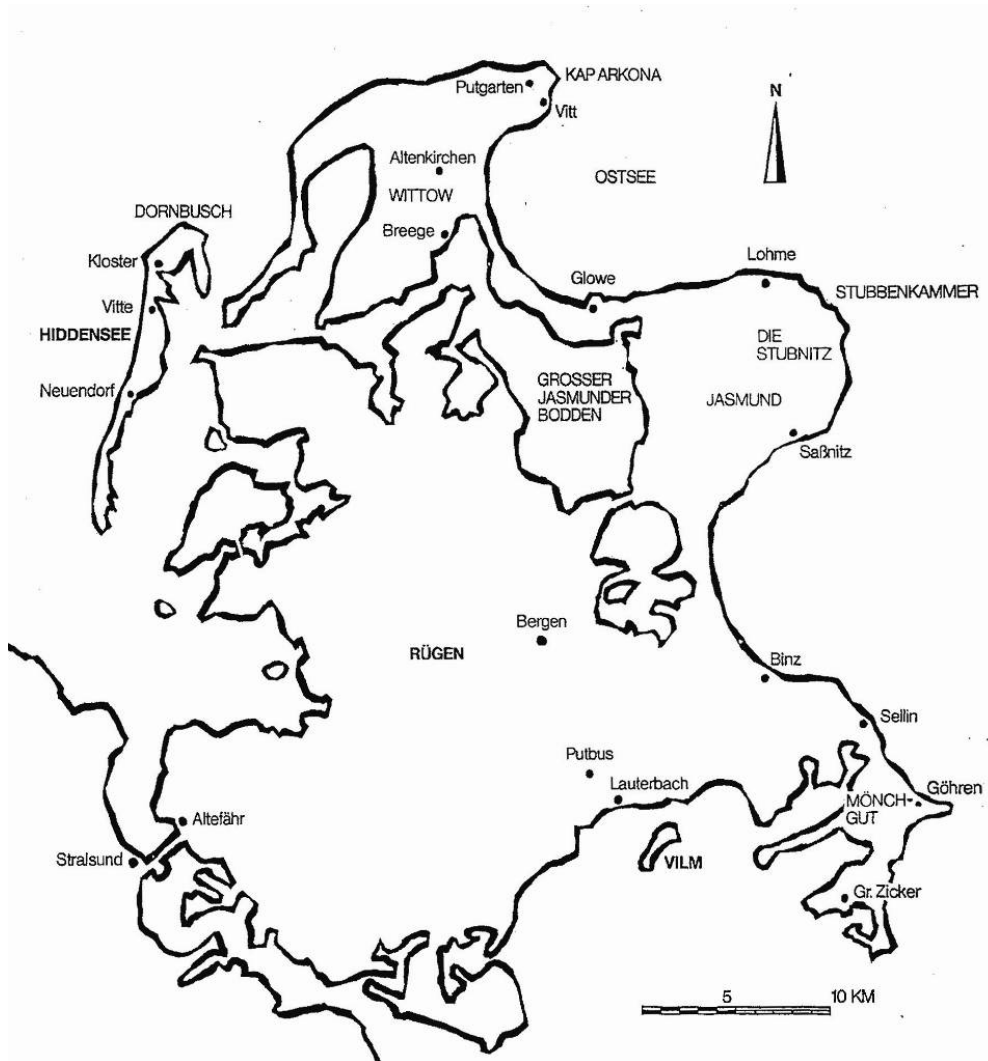 KAP ARKONA
Putgarten
Vitt
N
Altenkirchen
OSTSEE
WITTOW
DORNBUSCH
Breege
Kloster
Lohme
Glowe
STUBBENKAMMER
Vitte
HIDDENSEE
DIE
STUBNITZ
GROSSER
JASMUNDER
BODDEN
Neuendorf
JASMUND
Saßnitz
Bergen
RÜGEN
Binz
Sellin
Putbus
Lauterbach
Göhren
MÖNCH-
GUT
Altefähr
Stralsund
VILM
Gr. Zicker
5
10 KM